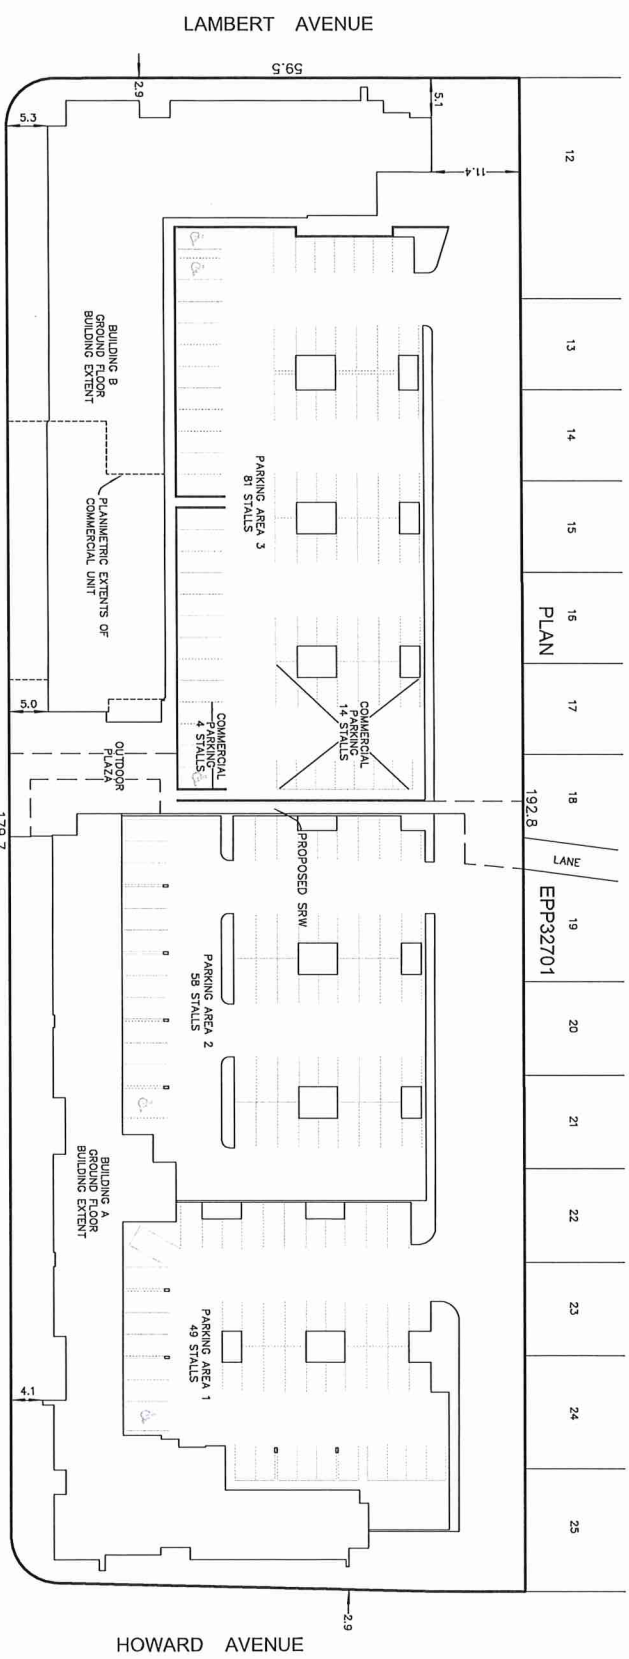 LAMBERT AVENUE
59.5
2.9
5.3
5.1
11.4
12
13
14
15
16
17
18
19
20
21
22
23
24
25
PLAN
EPP32701
LANE
192.8
BUILDING B
GROUND FLOOR
BUILDING EXTENT
PLANIMETRIC EXTENTS OF
COMMERCIAL UNIT
PARKING AREA 3
81 STALLS
COMMERCIAL
PARKING
14 STALLS
COMMERCIAL
PARKING
4 STALLS
5.0
OUTDOOR
PLAZA
179.7
PROPOSED SRW
PARKING AREA 2
58 STALLS
BUILDING A
GROUND FLOOR
BUILDING EXTENT
PARKING AREA 1
49 STALLS
4.1
2.9
HOWARD AVENUE